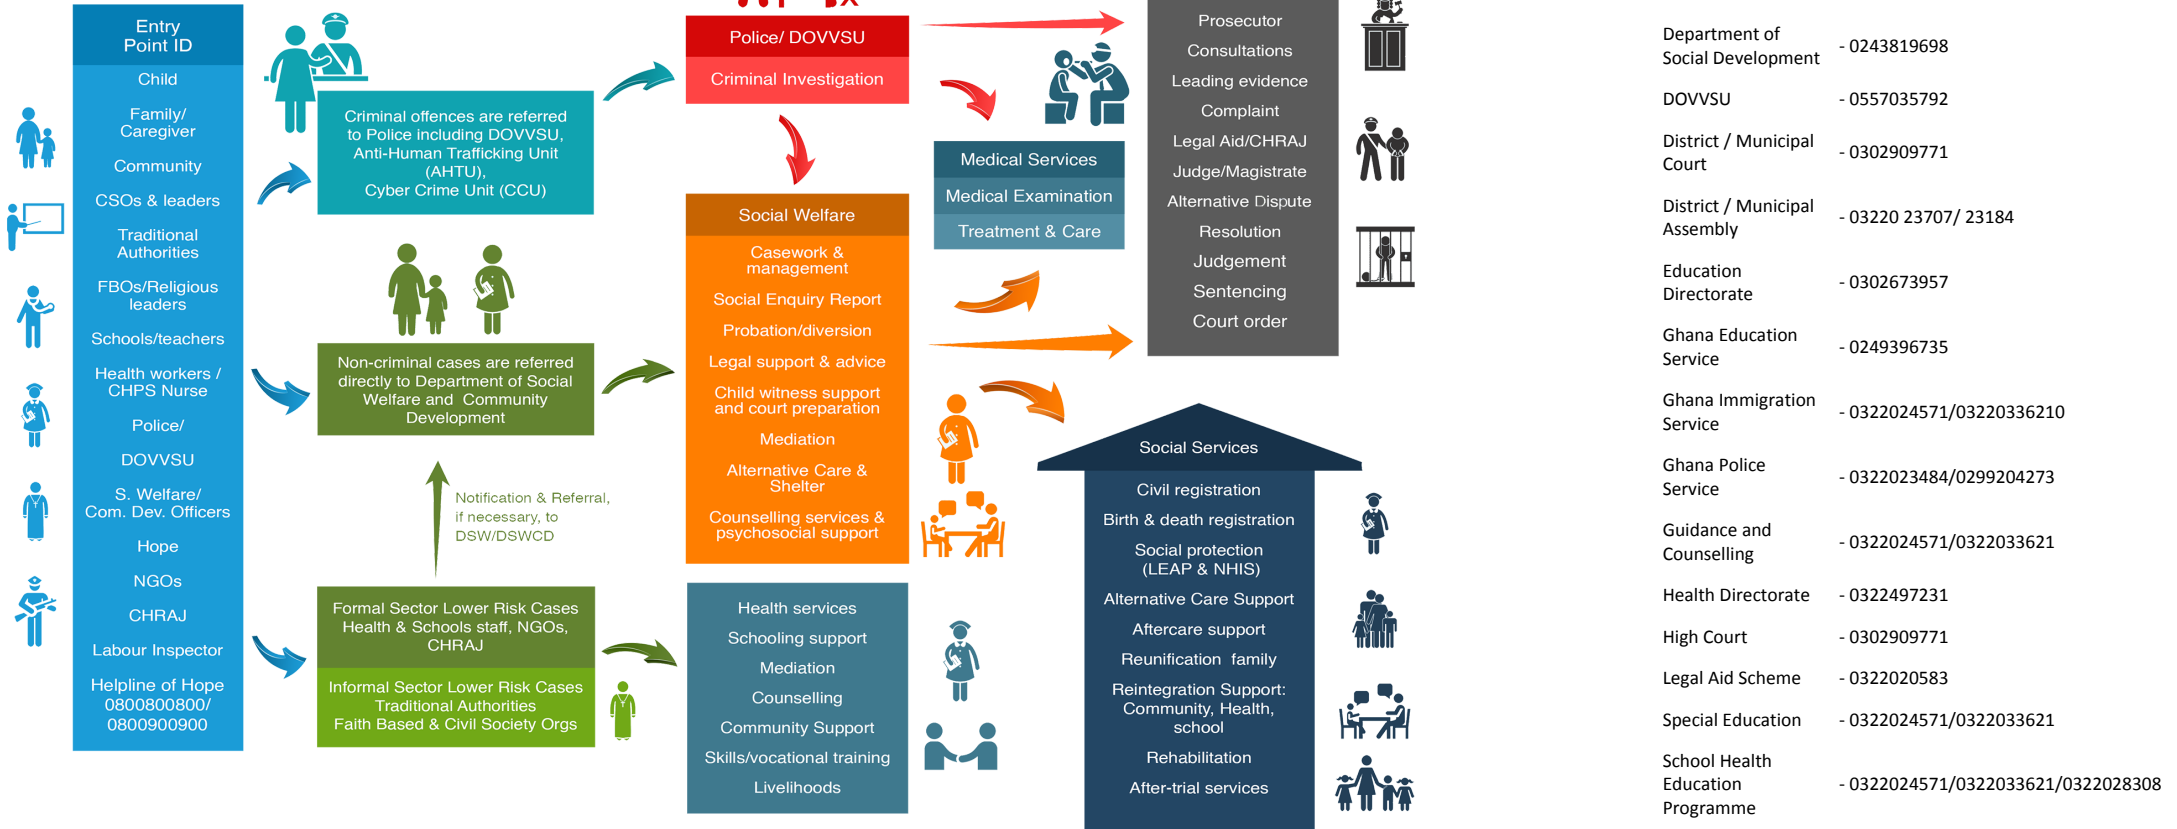 Entry
Point ID
Child
Family/
Caregiver
Community
CSOs & leaders
Traditional
Authorities
FBOs/Religious
leaders
Schools/teachers
Health workers /
CHPS Nurse
Police/
DOVVSU
S. Welfare/
Com. Dev. Officers
Hope
NGOs
CHRAJ
Labour Inspector
Helpline of Hope
0800800800/
0800900900
Criminal offences are referred
to Police including DOVVSU,
Anti-Human Trafficking Unit
(AHTU),
Cyber Crime Unit (CCU)
Non-criminal cases are referred
directly to Department of Social
Welfare and Community
Development
Notification & Referral,
if necessary, to
DSW/DSWCD
Formal Sector Lower Risk Cases
Health & Schools staff, NGOs,
CHRAJ
Informal Sector Lower Risk Cases
Traditional Authorities
Faith Based & Civil Society Orgs
Police/ DOVVSU
Criminal Investigation
Social Welfare
Casework &
management
Social Enquiry Report
Probation/diversion
Legal support & advice
Child witness support
and court preparation
Mediation
Alternative Care &
Shelter
Counselling services &
psychosocial support
Health services
Schooling support
Mediation
Counselling
Community Support
Skills/vocational training
Livelihoods
Medical Services
Medical Examination
Treatment & Care
Prosecutor
Consultations
Leading evidence
Complaint
Legal Aid/CHRAJ
Judge/Magistrate
Alternative Dispute
Resolution
Judgement
Sentencing
Court order
Social Services
Civil registration
Birth & death registration
Social protection
(LEAP & NHIS)
Alternative Care Support
Aftercare support
Reunification family
Reintegration Support:
Community, Health,
school
Rehabilitation
After-trial services
Department of
Social Development - 0243819698
DOVVSU - 0557035792
District / Municipal
Court - 0302909771
District / Municipal
Assembly - 03220 23707/ 23184
Education
Directorate - 0302673957
Ghana Education
Service - 0249396735
Ghana Immigration
Service - 0322024571/03220336210
Ghana Police
Service - 0322023484/0299204273
Guidance and
Counselling - 0322024571/0322033621
Health Directorate - 0322497231
High Court - 0302909771
Legal Aid Scheme - 0322020583
Special Education - 0322024571/0322033621
School Health
Education
Programme - 0322024571/0322033621/0322028308